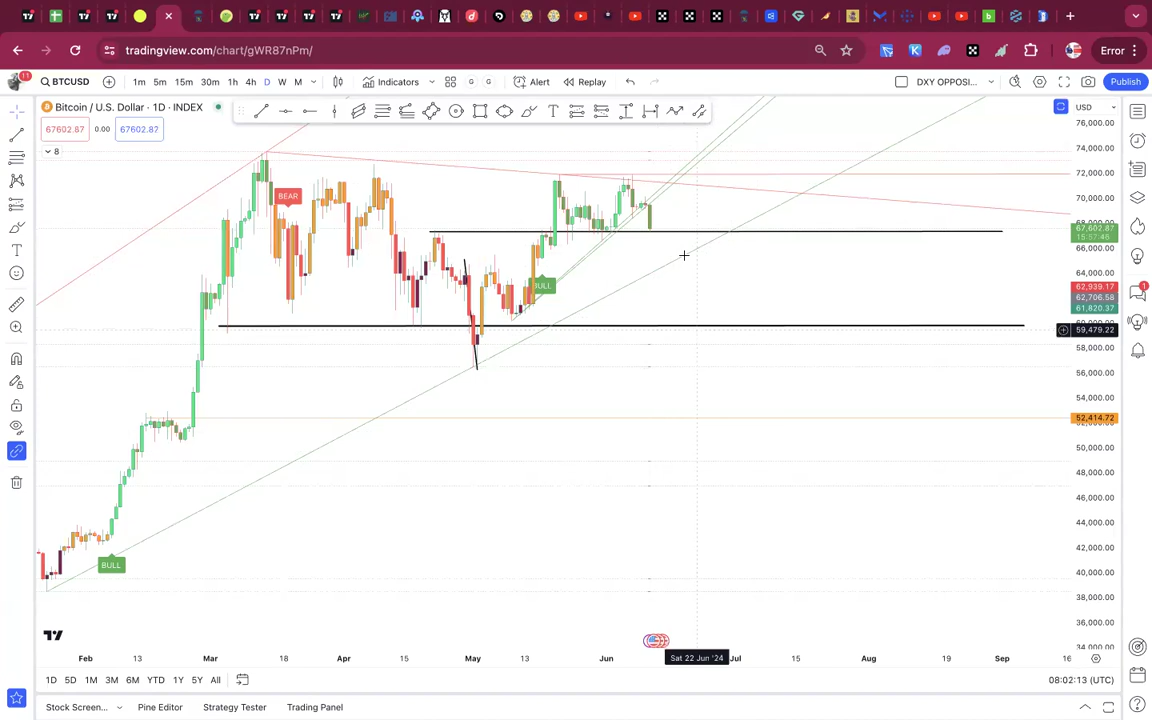 tradingview.com/chart/gWR87nPm/
Error
11
BTCUSD
1m 5m 15m 30m 1h 4h D W M
Indicators
Alert
Replay
DXY OPPOSI...
Publish
Bitcoin / U.S. Dollar · 1D · INDEX
USD
67602.87 0.00 67602.87
8
T
76,000.00
74,000.00
72,000.00
70,000.00
67,602.87
15:57:46
66,000.00
64,000.00
62,939.17
62,706.58
61,820.37
59,479.22
58,000.00
56,000.00
52,414.72
50,000.00
48,000.00
46,000.00
44,000.00
42,000.00
40,000.00
38,000.00
36,000.00
34,000.00
1
BEAR
BULL
BULL
Feb 13 Mar 18 Apr 15 May 13 Jun Sat 22 Jun '24 Jul 15 Aug 19 Sep 16
1D 5D 1M 3M 6M YTD 1Y 5Y All
08:02:13 (UTC)
Stock Screen... Pine Editor Strategy Tester Trading Panel